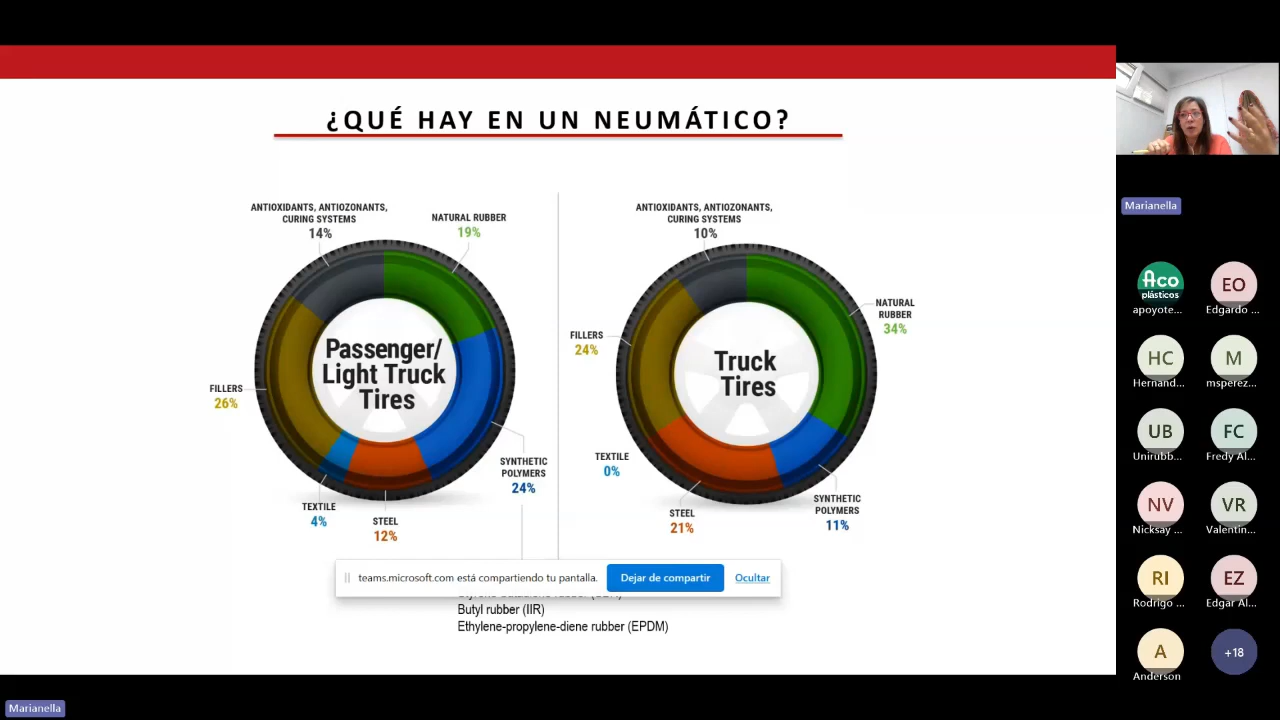 ¿QUÉ HAY EN UN NEUMÁTICO?
ANTIOXIDANTS, ANTIOZONANTS,
CURING SYSTEMS
14%
NATURAL RUBBER
19%
Passenger/
Light Truck
Tires
FILLERS
26%
SYNTHETIC
POLYMERS
24%
TEXTILE
4%
STEEL
12%
ANTIOXIDANTS, ANTIOZONANTS,
CURING SYSTEMS
10%
NATURAL
RUBBER
34%
Truck
Tires
FILLERS
24%
TEXTILE
0%
STEEL
21%
SYNTHETIC
POLYMERS
11%
teams.microsoft.com está compartiendo tu pantalla.
Dejar de compartir
Ocultar
Butyl rubber (IIR)
Ethylene-propylene-diene rubber (EPDM)
Marianella
Aco
plásticos
apoyote...
EO
Edgardo ...
HC
Hernand...
M
msperez...
UB
Unirubb...
FC
Fredy Al...
NV
Nicksay ...
VR
Valentin...
RI
Rodrigo ...
EZ
Edgar Al...
A
Anderson
+18
Marianella